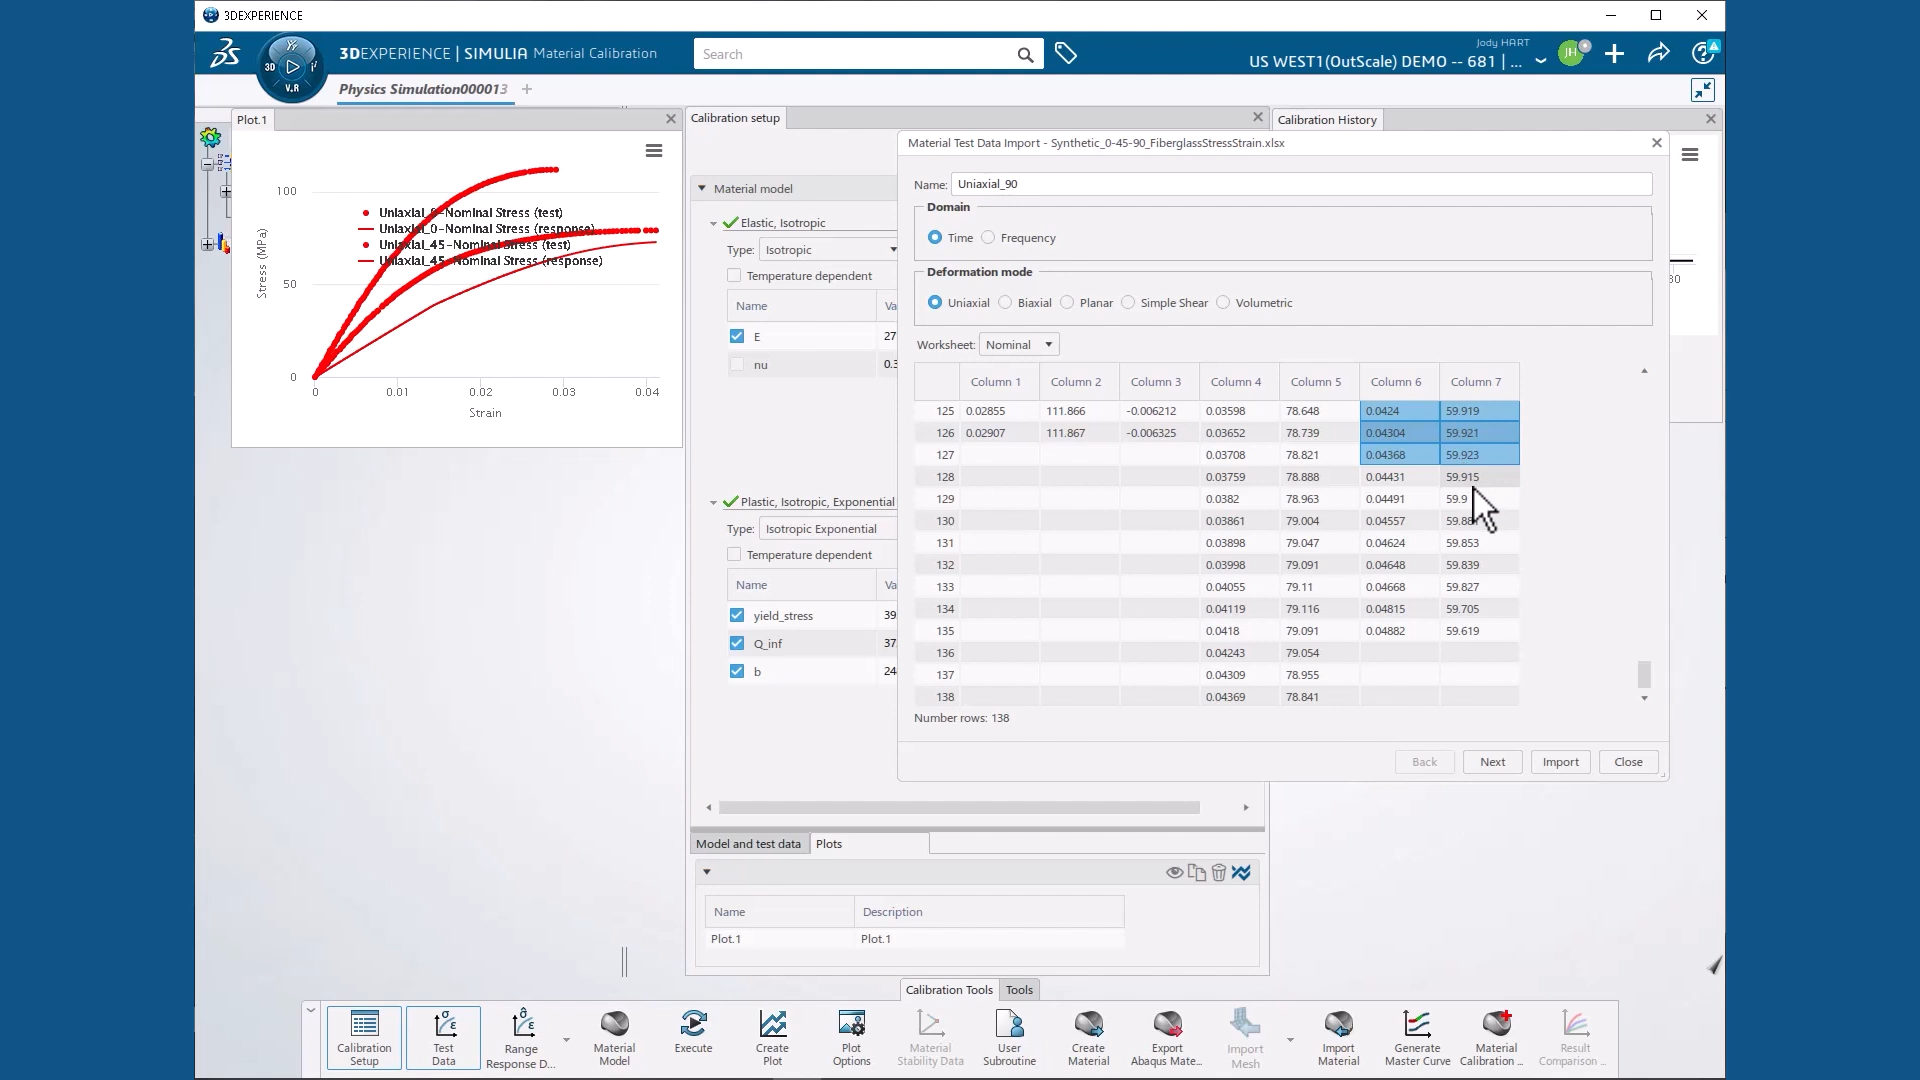 3DEXPERIENCE
3DEXPERIENCE | SIMULIA Material Calibration
Search
Jody HART
US WEST1(OutScale) DEMO -- 681 | ...
JH
3D
V.R
Physics Simulation000013
Plot.1
Calibration setup
Calibration History
100
50
0
Stress (MPa)
Uniaxial_0-Nominal Stress (test)
Uniaxial_0-Nominal Stress (response)
Uniaxial_45-Nominal Stress (test)
Uniaxial_45-Nominal Stress (response)
0 0.01 0.02 0.03 0.04
Strain
Material model
Elastic, Isotropic
Type: Isotropic
Temperature dependent
Name Va
E 27
nu 0.3
Plastic, Isotropic, Exponential
Type: Isotropic Exponential
Temperature dependent
Name Va
yield_stress 39
Q_inf 37
b 24
Material Test Data Import - Synthetic_0-45-90_FiberglassStressStrain.xlsx
Name: Uniaxial_90
Domain
Time Frequency
Deformation mode
Uniaxial Biaxial Planar Simple Shear Volumetric
Worksheet: Nominal
Column 1 Column 2 Column 3 Column 4 Column 5 Column 6 Column 7
125 0.02855 111.866 -0.006212 0.03598 78.648 0.0424 59.919
126 0.02907 111.867 -0.006325 0.03652 78.739 0.04304 59.921
127 0.03708 78.821 0.04368 59.923
128 0.03759 78.888 0.04431 59.915
129 0.0382 78.963 0.04491 59.9
130 0.03861 79.004 0.04557 59.88
131 0.03898 79.047 0.04624 59.853
132 0.03998 79.091 0.04648 59.839
133 0.04055 79.11 0.04668 59.827
134 0.04119 79.116 0.04815 59.705
135 0.0418 79.091 0.04882 59.619
136 0.04243 79.054
137 0.04309 78.955
138 0.04369 78.841
Number rows: 138
Back Next Import Close
Model and test data Plots
Name Description
Plot.1 Plot.1
Calibration Tools Tools
Calibration Setup
Test Data
Range Response D...
Material Model
Execute
Create Plot
Plot Options
Material Stability Data
User Subroutine
Create Material
Export Abaqus Mate...
Import Mesh
Import Material
Generate Master Curve
Material Calibration ...
Result Comparison ...